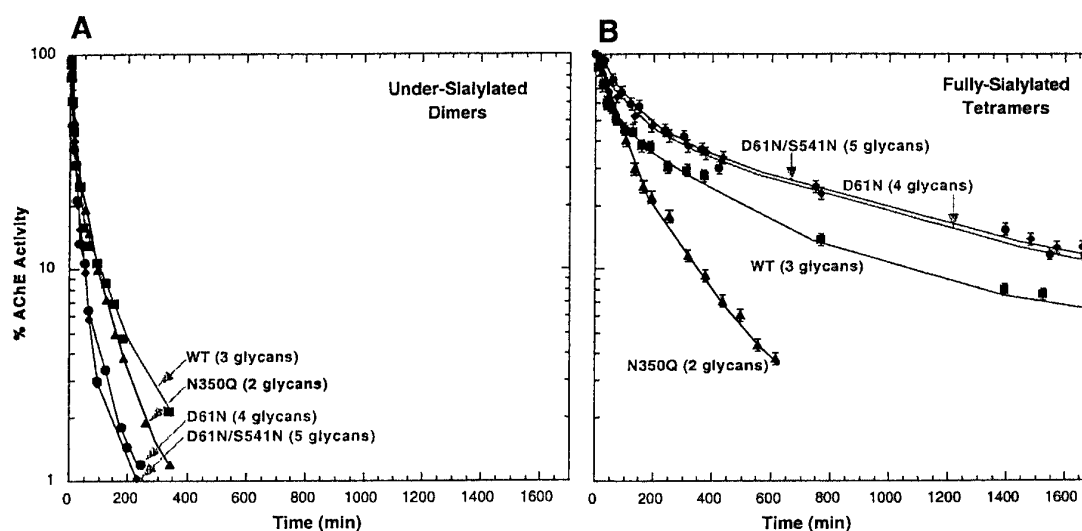 A
B
% AChE Activity
100
10
1
Under-Sialylated
Dimers
WT (3 glycans)
N350Q (2 glycans)
D61N (4 glycans)
D61N/S541N (5 glycans)
0 200 400 600 800 1000 1200 1400 1600
Time (min)
Fully-Sialylated
Tetramers
D61N/S541N (5 glycans)
D61N (4 glycans)
WT (3 glycans)
N350Q (2 glycans)
0 200 400 600 800 1000 1200 1400 1600
Time (min)